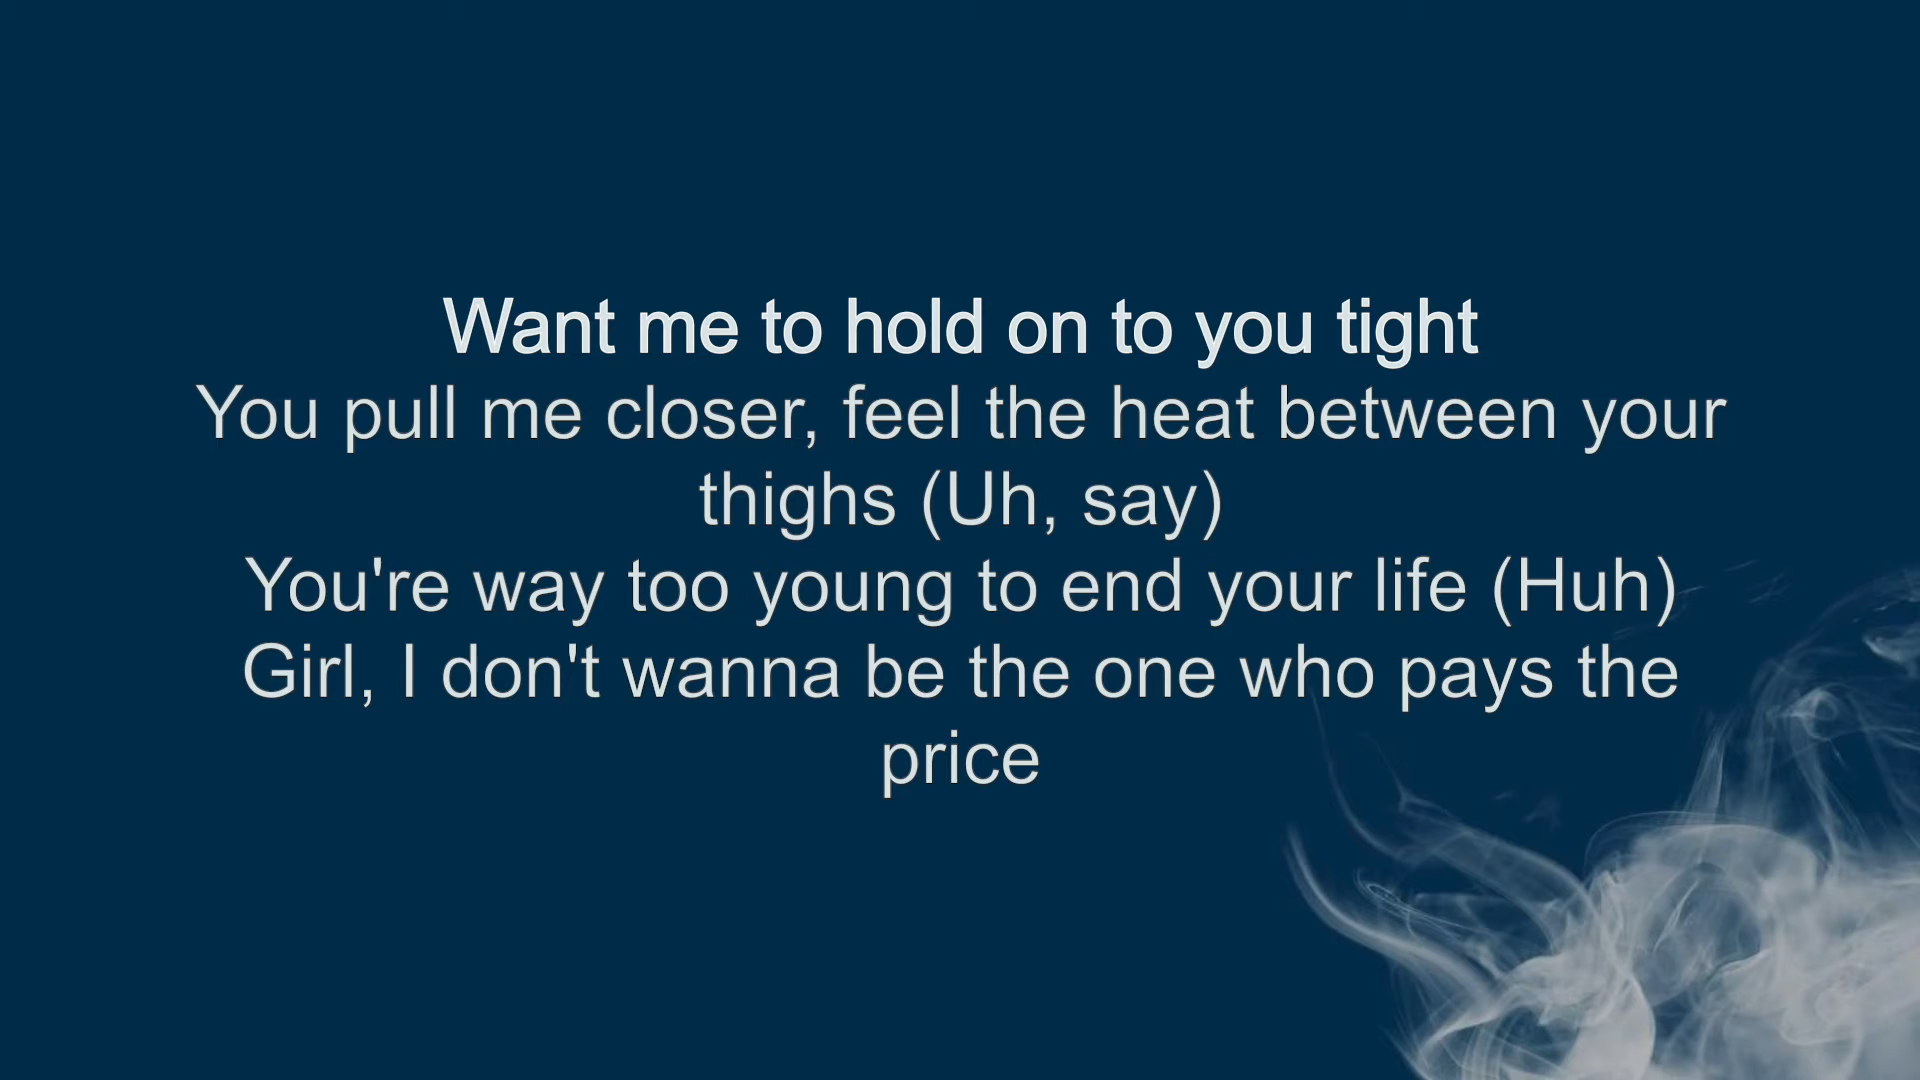 Want me to hold on to you tight
You pull me closer, feel the heat between your
thighs (Uh, say)
You're way too young to end your life (Huh)
Girl, I don't wanna be the one who pays the
price